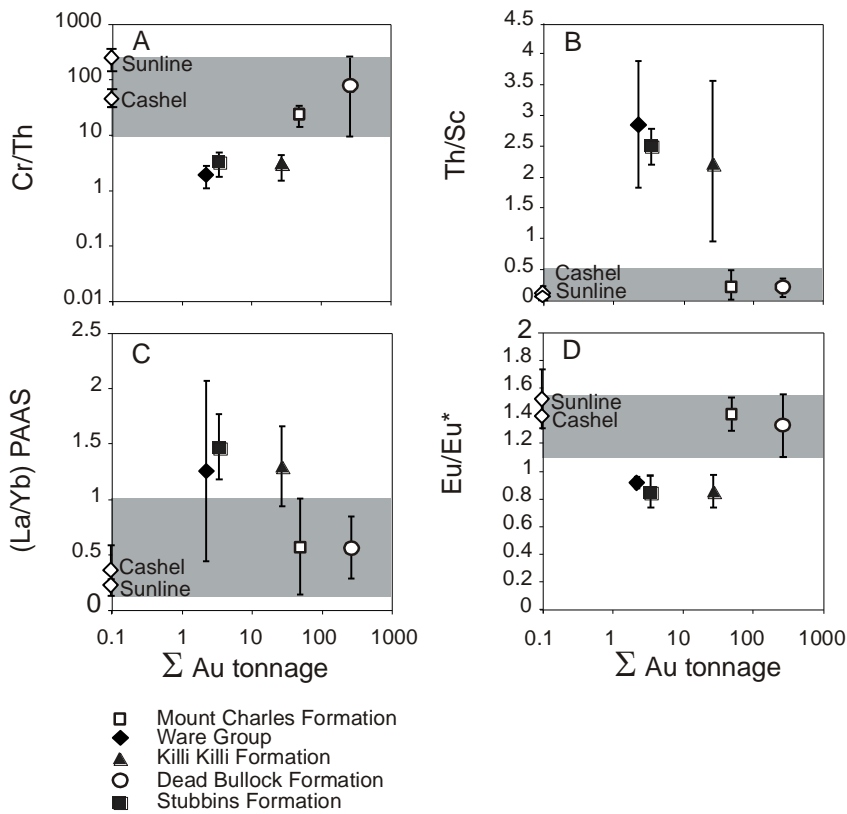 A
Cr/Th
1000
100
10
1
0.1
0.01
Sunline
Cashel
B
Th/Sc
4.5
4
3.5
3
2.5
2
1.5
1
0.5
0
Cashel
Sunline
C
(La/Yb) PAAS
2.5
2
1.5
1
0.5
0
Cashel
Sunline
0.1 1 10 100 1000
Σ Au tonnage
D
Eu/Eu*
2
1.8
1.6
1.4
1.2
1
0.8
0.6
0.4
0.2
0
Sunline
Cashel
0.1 1 10 100 1000
Σ Au tonnage
Mount Charles Formation
Ware Group
Killi Killi Formation
Dead Bullock Formation
Stubbins Formation